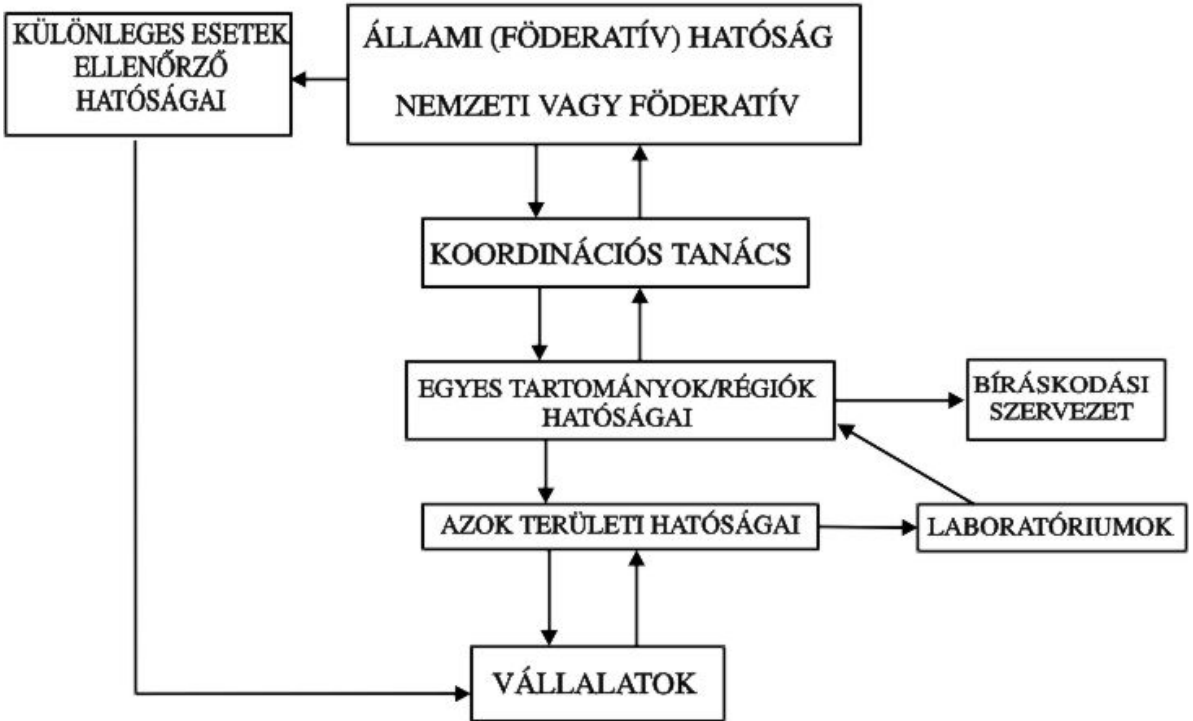 KÜLÖNLEGES ESETEK
ELLENŐRZŐ
HATÓSÁGAI
ÁLLAMI (FÖDERATÍV) HATÓSÁG
NEMZETI VAGY FÖDERATÍV
KOORDINÁCIÓS TANÁCS
EGYES TARTOMÁNYOK/RÉGIÓK
HATÓSÁGAI
BÍRÁSKODÁSI
SZERVEZET
AZOK TERÜLETI HATÓSÁGAI
LABORATÓRIUMOK
VÁLLALATOK